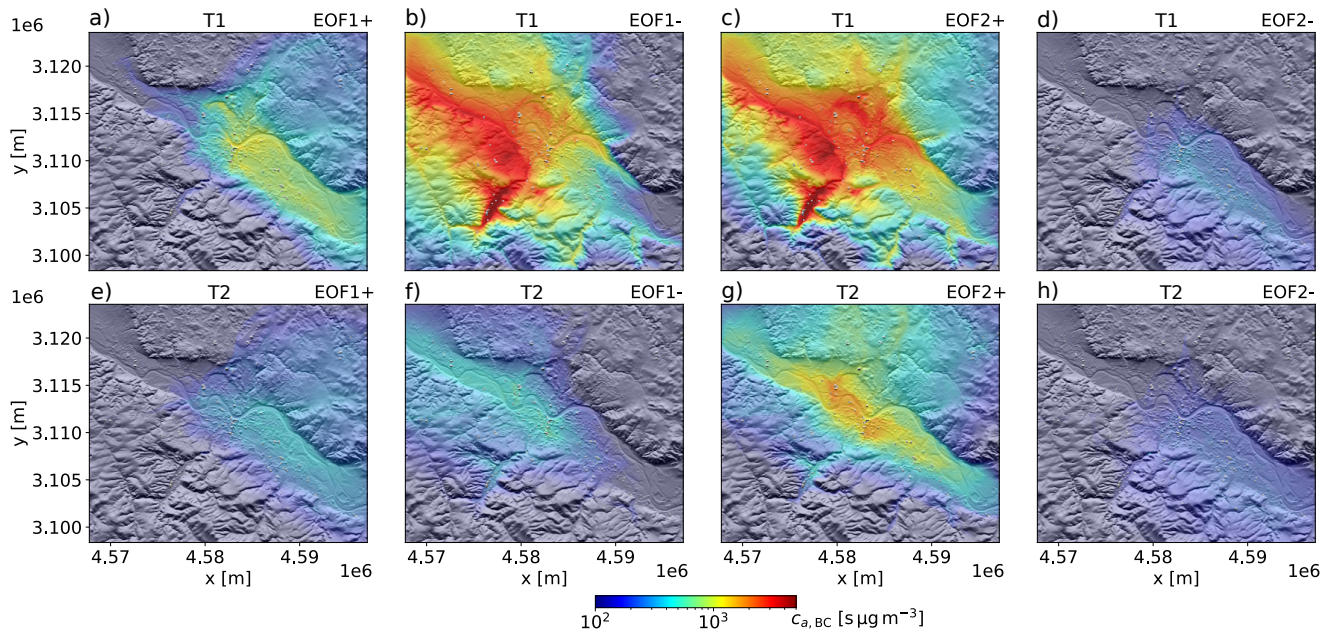 a) T1 EOF1+ b) T1 EOF1- c) T1 EOF2+ d) T1 EOF2-
1e6
3.120
3.115
3.110
3.105
3.100
y [m]
e) T2 EOF1+ f) T2 EOF1- g) T2 EOF2+ h) T2 EOF2-
1e6
3.120
3.115
3.110
3.105
3.100
y [m]
4.57 4.58 4.59 4.57 4.58 4.59 4.57 4.58 4.59 4.57 4.58 4.59
x [m] 1e6 x [m] 1e6 x [m] 1e6 x [m] 1e6
10² 10³ c_{a, BC} [s μg m⁻³]